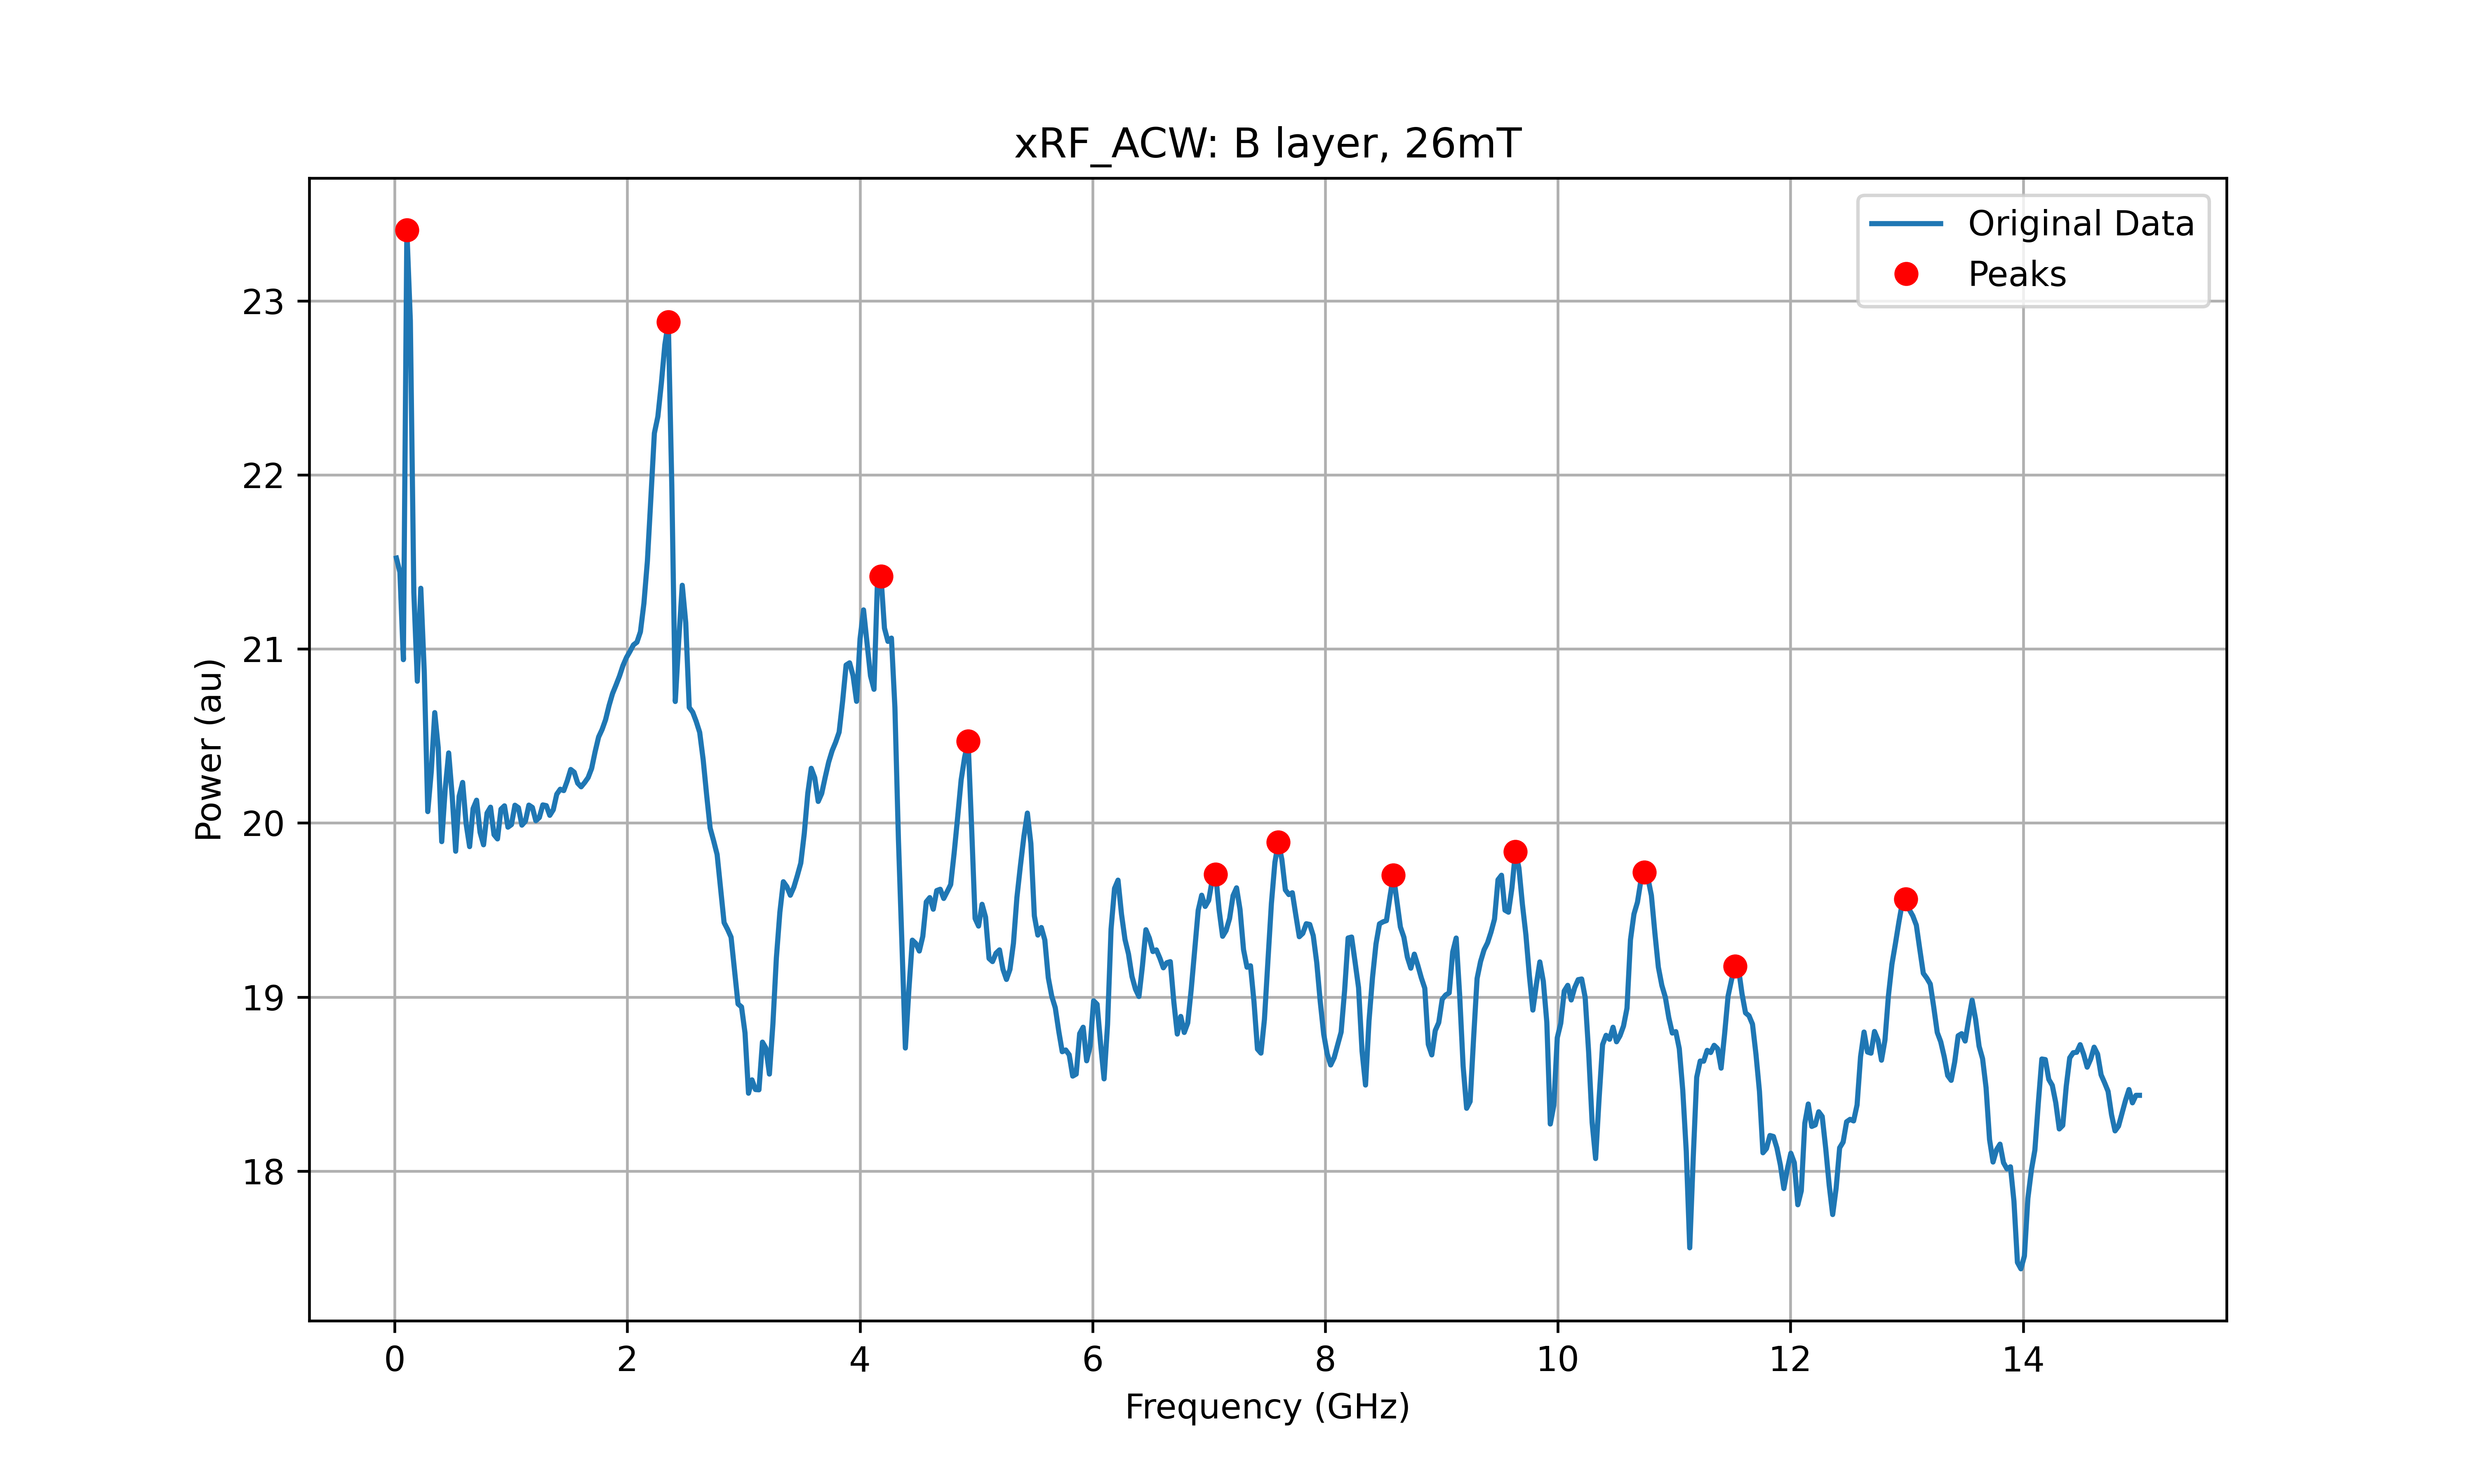 xRF_ACW: B layer, 26mT
Original Data
Peaks
23
22
21
20
19
18
Power (au)
0 2 4 6 8 10 12 14
Frequency (GHz)